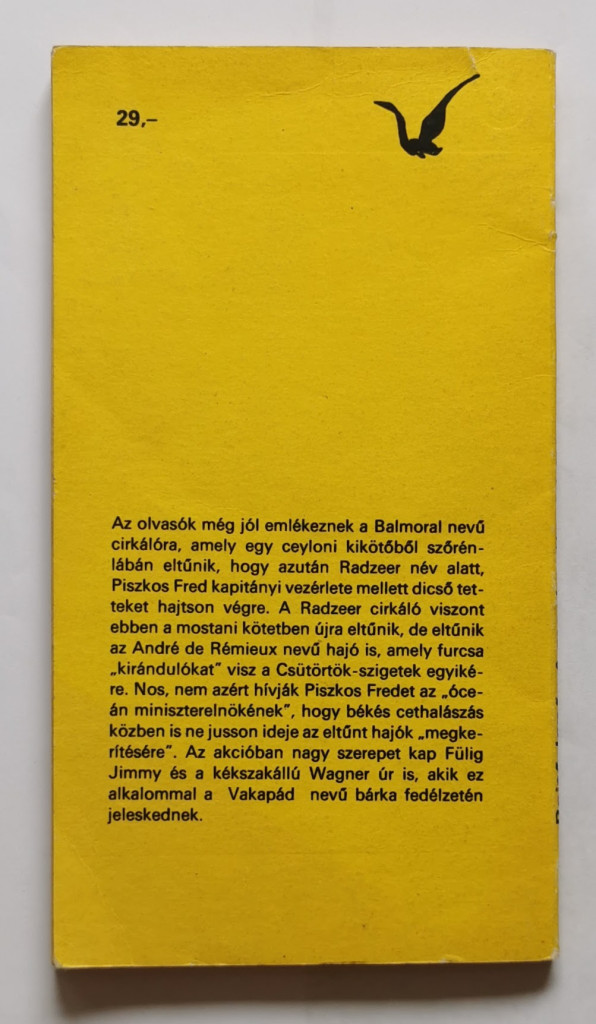 29,–
Az olvasók még jól emlékeznek a Balmoral nevű
cirkálóra, amely egy ceyloni kikötőből szőrén-
lábán eltűnik, hogy azután Radzeer név alatt,
Piszkos Fred kapitányi vezérlete mellett dicső tet-
teket hajtson végre. A Radzeer cirkáló viszont
ebben a mostani kötetben újra eltűnik, de eltűnik
az André de Rémieux nevű hajó is, amely furcsa
„kirándulókat” visz a Csütörtök-szigetek egyiké-
re. Nos, nem azért hívják Piszkos Fredet az „óce-
án miniszterelnökének”, hogy békés cethalászás
közben is ne jusson ideje az eltűnt hajók „megke-
rítésére”. Az akcióban nagy szerepet kap Fülig
Jimmy és a kékszakállú Wagner úr is, akik ez
alkalommal a Vakapád nevű bárka fedélzetén
jeleskednek.